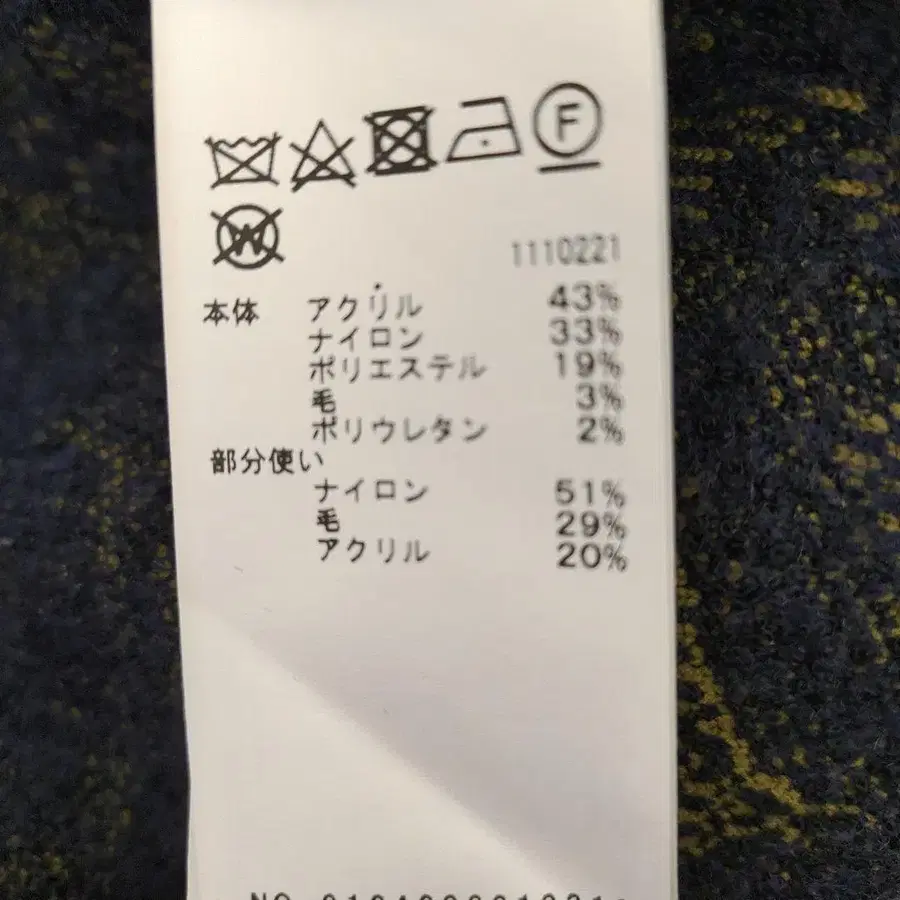 F
W
1110221
本体 アクリル 43%
ナイロン 33%
ポリエステル 19%
毛 3%
ポリウレタン 2%
部分使い
ナイロン 51%
毛 29%
アクリル 20%